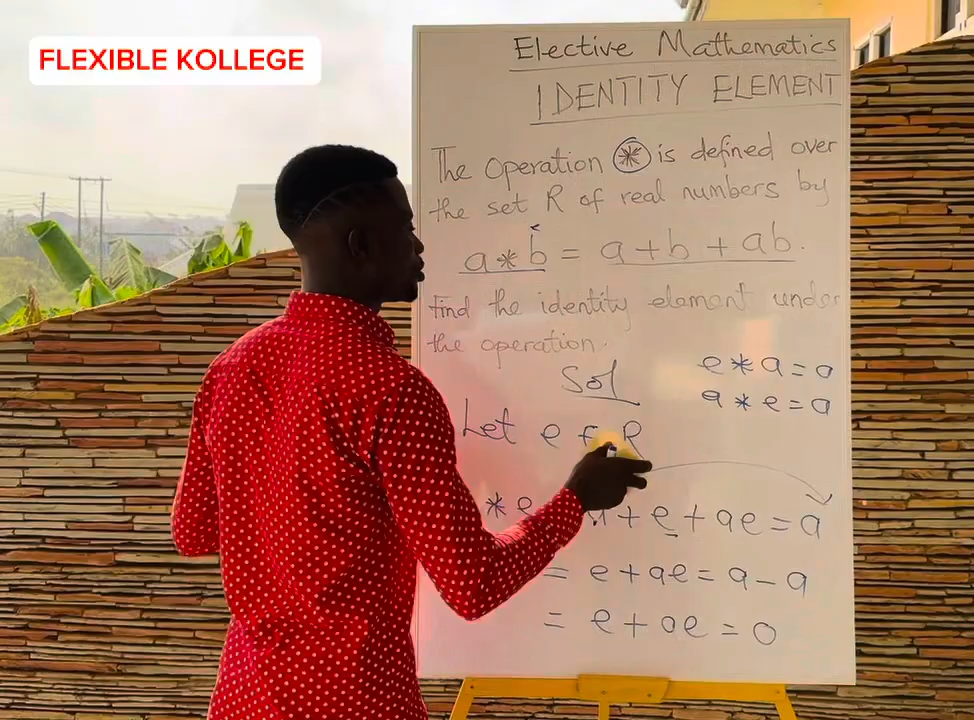 FLEXIBLE KOLLEGE
Elective Mathematics
IDENTITY ELEMENT
The operation * is defined over
the set R of real numbers by
a * b = a + b + ab.
find the identity element under
the operation.
Sol
e * a = a
a * e = a
Let e R
* e + e + ae = a
= e + ae = a - a
= e + ae = 0